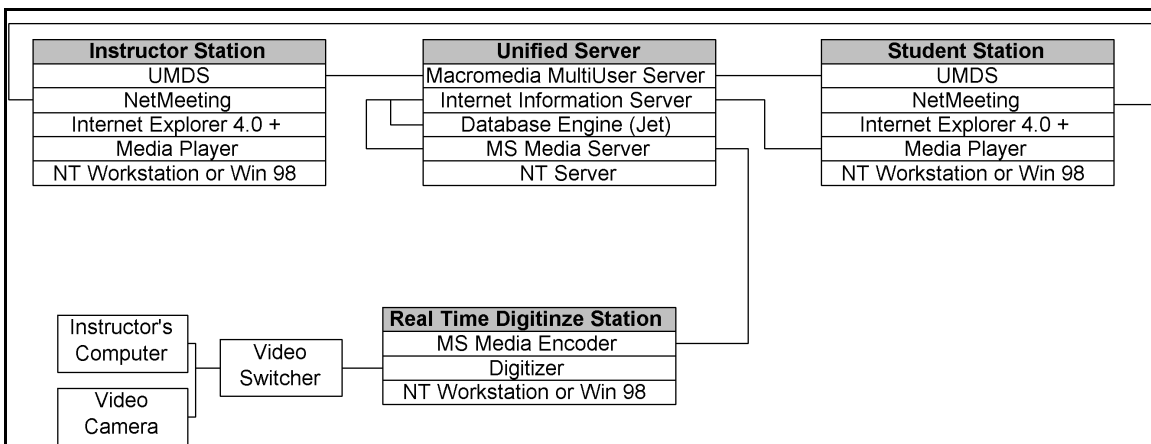 Instructor Station
UMDS
NetMeeting
Internet Explorer 4.0 +
Media Player
NT Workstation or Win 98
Unified Server
Macromedia MultiUser Server
Internet Information Server
Database Engine (Jet)
MS Media Server
NT Server
Student Station
UMDS
NetMeeting
Internet Explorer 4.0 +
Media Player
NT Workstation or Win 98
Instructor's
Computer
Video
Camera
Video
Switcher
Real Time Digitinze Station
MS Media Encoder
Digitizer
NT Workstation or Win 98